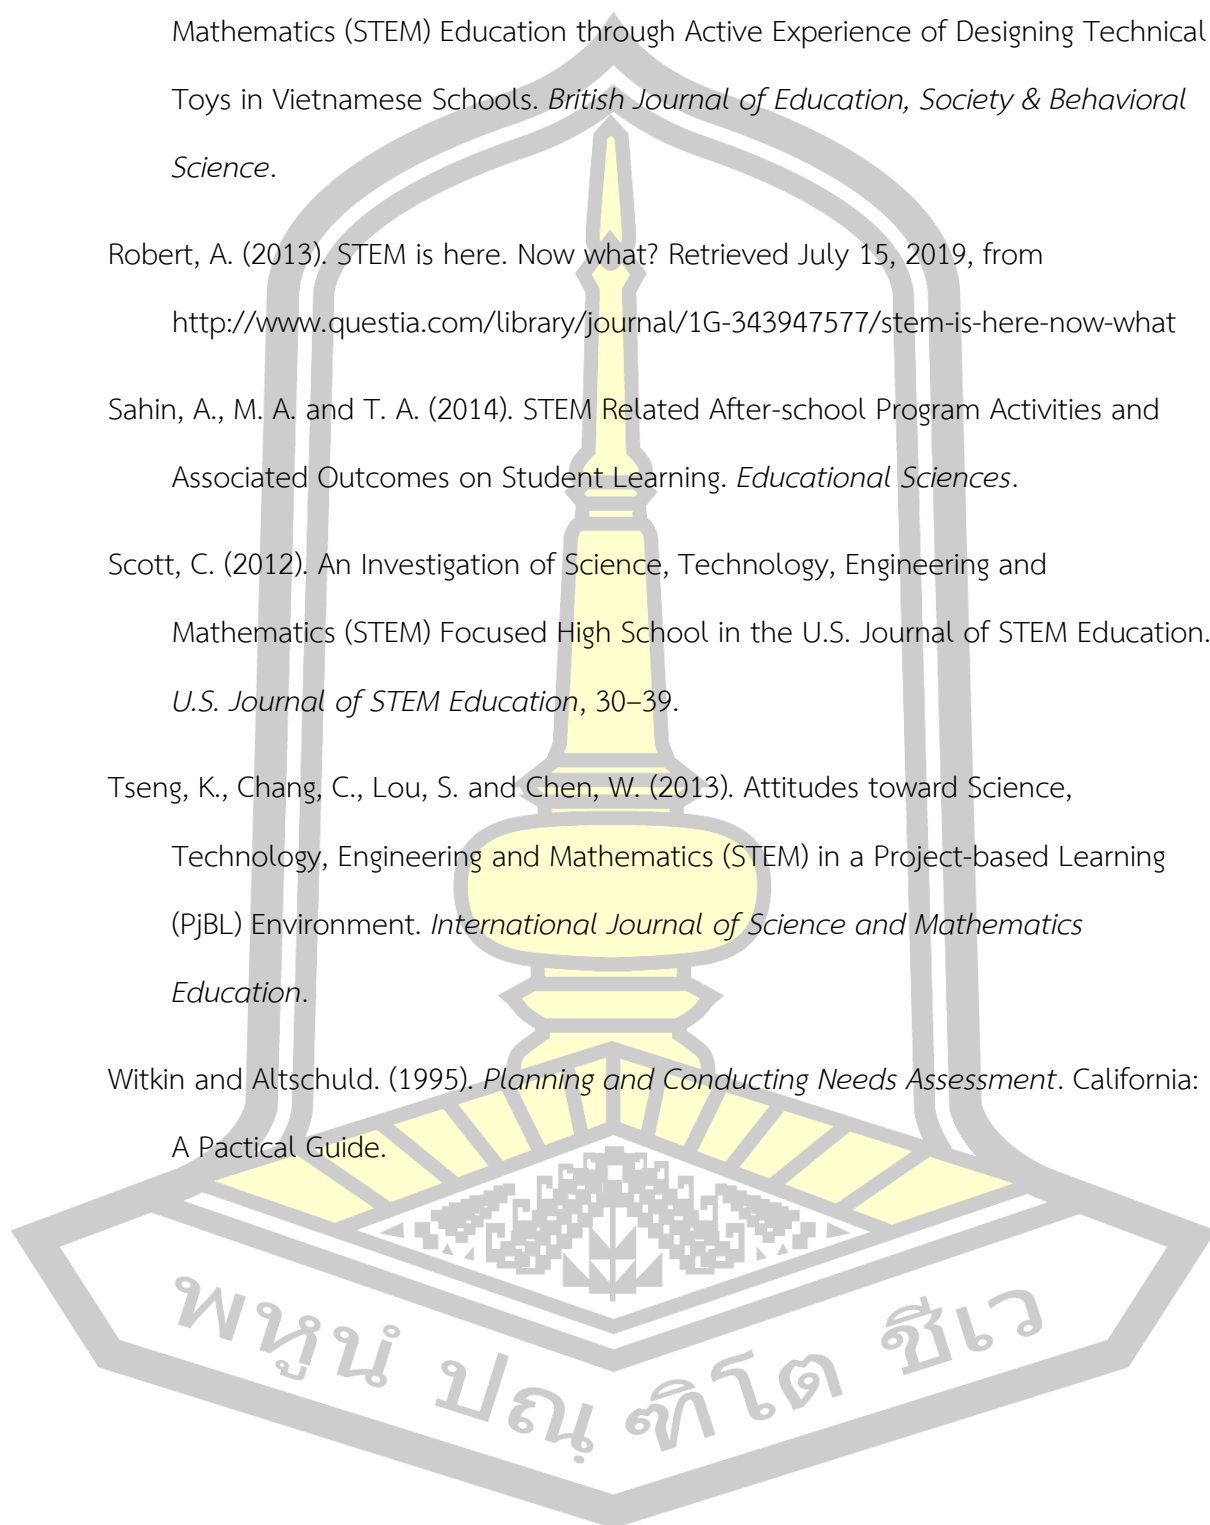 Mathematics (STEM) Education through Active Experience of Designing Technical
Toys in Vietnamese Schools. British Journal of Education, Society & Behavioral
Science.
Robert, A. (2013). STEM is here. Now what? Retrieved July 15, 2019, from
http://www.questia.com/library/journal/1G-343947577/stem-is-here-now-what
Sahin, A., M. A. and T. A. (2014). STEM Related After-school Program Activities and
Associated Outcomes on Student Learning. Educational Sciences.
Scott, C. (2012). An Investigation of Science, Technology, Engineering and
Mathematics (STEM) Focused High School in the U.S. Journal of STEM Education.
U.S. Journal of STEM Education, 30–39.
Tseng, K., Chang, C., Lou, S. and Chen, W. (2013). Attitudes toward Science,
Technology, Engineering and Mathematics (STEM) in a Project-based Learning
(PjBL) Environment. International Journal of Science and Mathematics
Education.
Witkin and Altschuld. (1995). Planning and Conducting Needs Assessment. California:
A Pactical Guide.
พหูนํ ปณฺฑิโต ชีเว